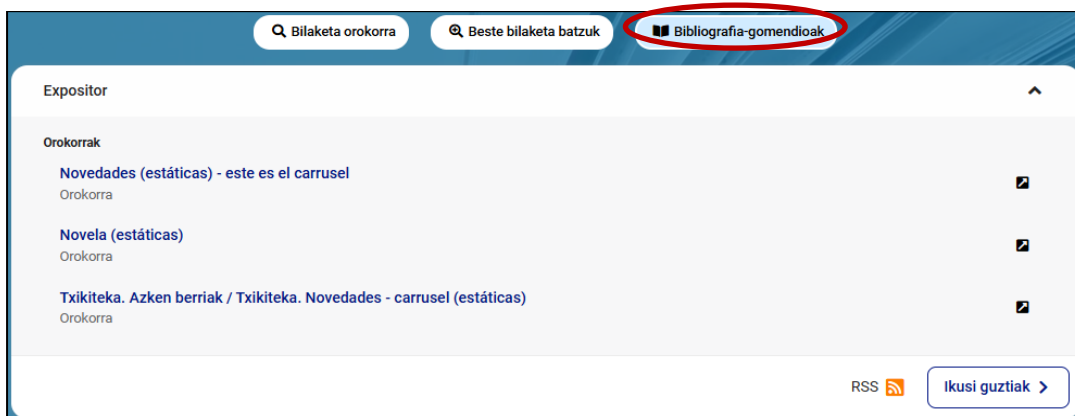 Bilaketa orokorra Beste bilaketa batzuk Bibliografia-gomendioak
Expositor
Orokorrak
Novedades (estáticas) - este es el carrusel
Orokorra
Novela (estáticas)
Orokorra
Txikiteka. Azken berriak / Txikiteka. Novedades - carrusel (estáticas)
Orokorra
RSS Ikusi guztiak